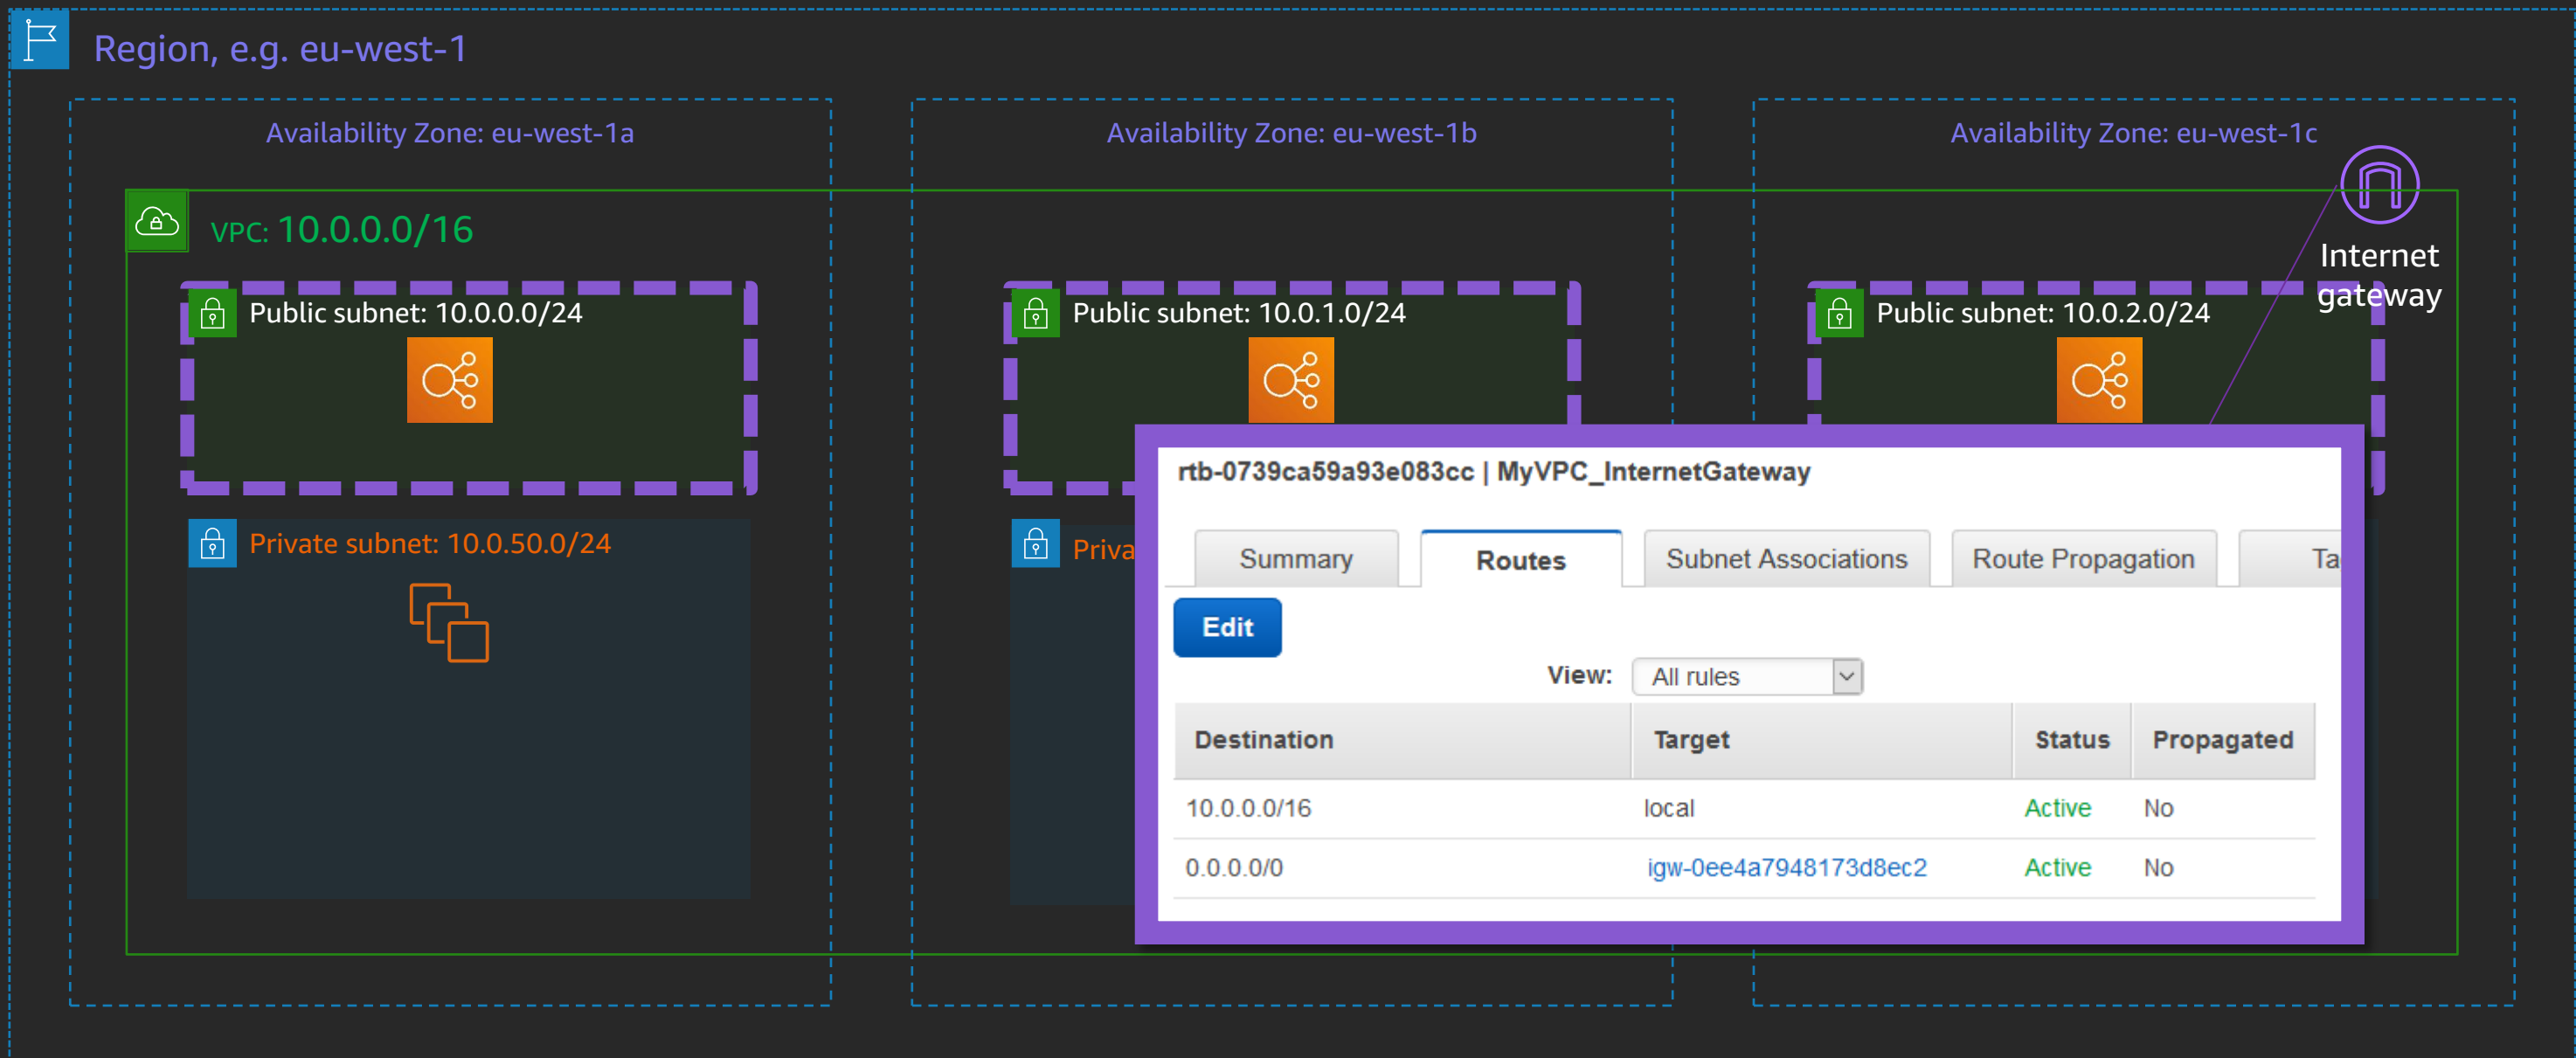 Region, e.g. eu-west-1
Availability Zone: eu-west-1a
Availability Zone: eu-west-1b
Availability Zone: eu-west-1c
VPC: 10.0.0.0/16
Internet
gateway
Public subnet: 10.0.0.0/24
Public subnet: 10.0.1.0/24
Public subnet: 10.0.2.0/24
Private subnet: 10.0.50.0/24
Priva
rtb-0739ca59a93e083cc | MyVPC_InternetGateway
Summary
Routes
Subnet Associations
Route Propagation
Ta
Edit
View: All rules
Destination Target Status Propagated
10.0.0.0/16 local Active No
0.0.0.0/0 igw-0ee4a7948173d8ec2 Active No